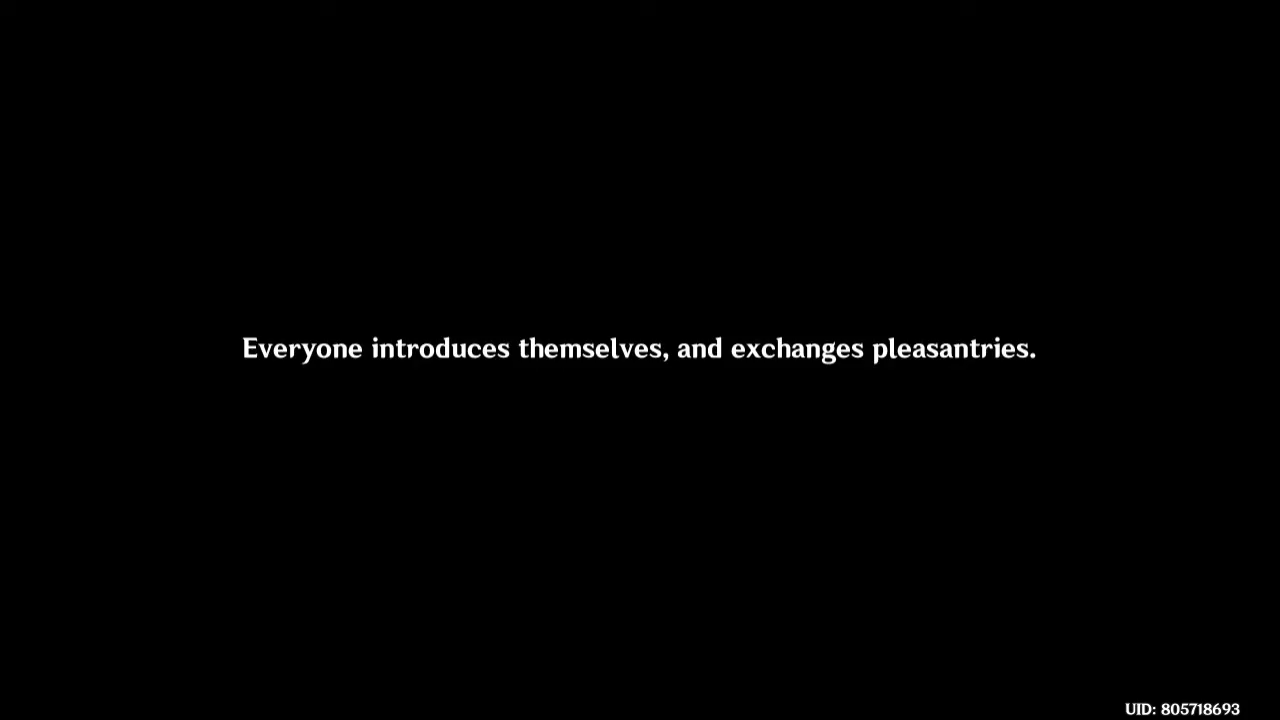 Everyone introduces themselves, and exchanges pleasantries.
UID: 805718693